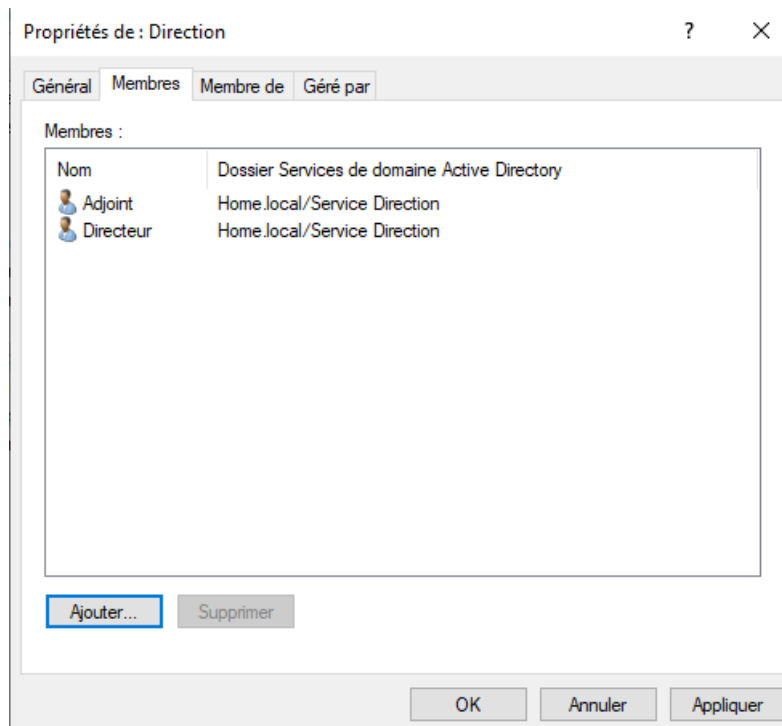 Propriétés de : Direction ? ×
Général Membres Membre de Géré par
Membres :
Nom Dossier Services de domaine Active Directory
Adjoint Home.local/Service Direction
Directeur Home.local/Service Direction
Ajouter... Supprimer
OK Annuler Appliquer